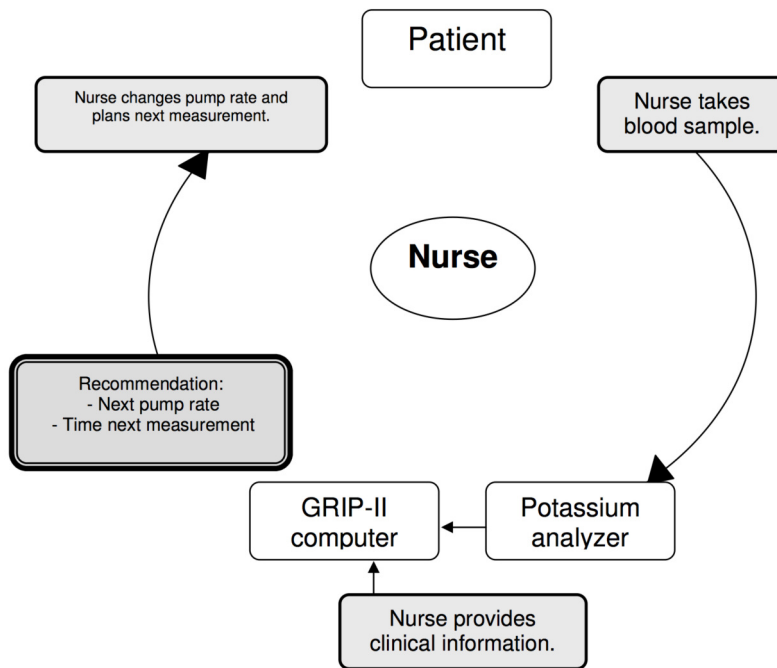 Patient
Nurse changes pump rate and
plans next measurement.
Nurse takes
blood sample.
Nurse
Recommendation:
- Next pump rate
- Time next measurement
GRIP-II
computer
Potassium
analyzer
Nurse provides
clinical information.